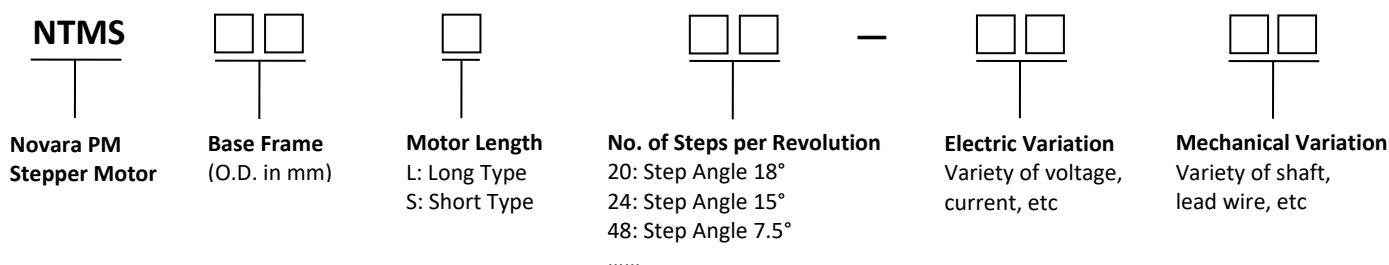 NTMS □□ □ □□ — □□ □□
Novara PM
Stepper Motor
Base Frame
(O.D. in mm)
Motor Length
L: Long Type
S: Short Type
No. of Steps per Revolution
20: Step Angle 18°
24: Step Angle 15°
48: Step Angle 7.5°
......
Electric Variation
Variety of voltage,
current, etc
Mechanical Variation
Variety of shaft,
lead wire, etc